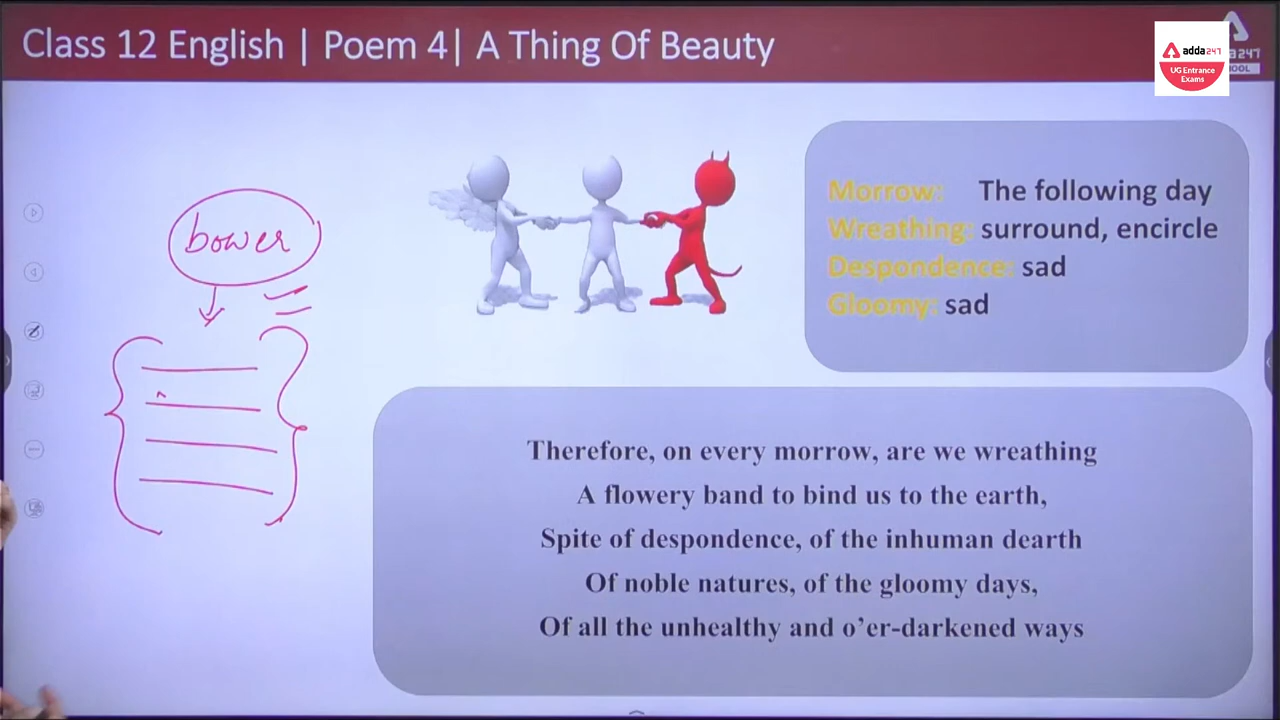 Class 12 English | Poem 4| A Thing Of Beauty
adda247
UG Entrance
Exams
bower
Morrow: The following day
Wreathing: surround, encircle
Despondence: sad
Gloomy: sad
Therefore, on every morrow, are we wreathing
A flowery band to bind us to the earth,
Spite of despondence, of the inhuman dearth
Of noble natures, of the gloomy days,
Of all the unhealthy and o’er-darkened ways